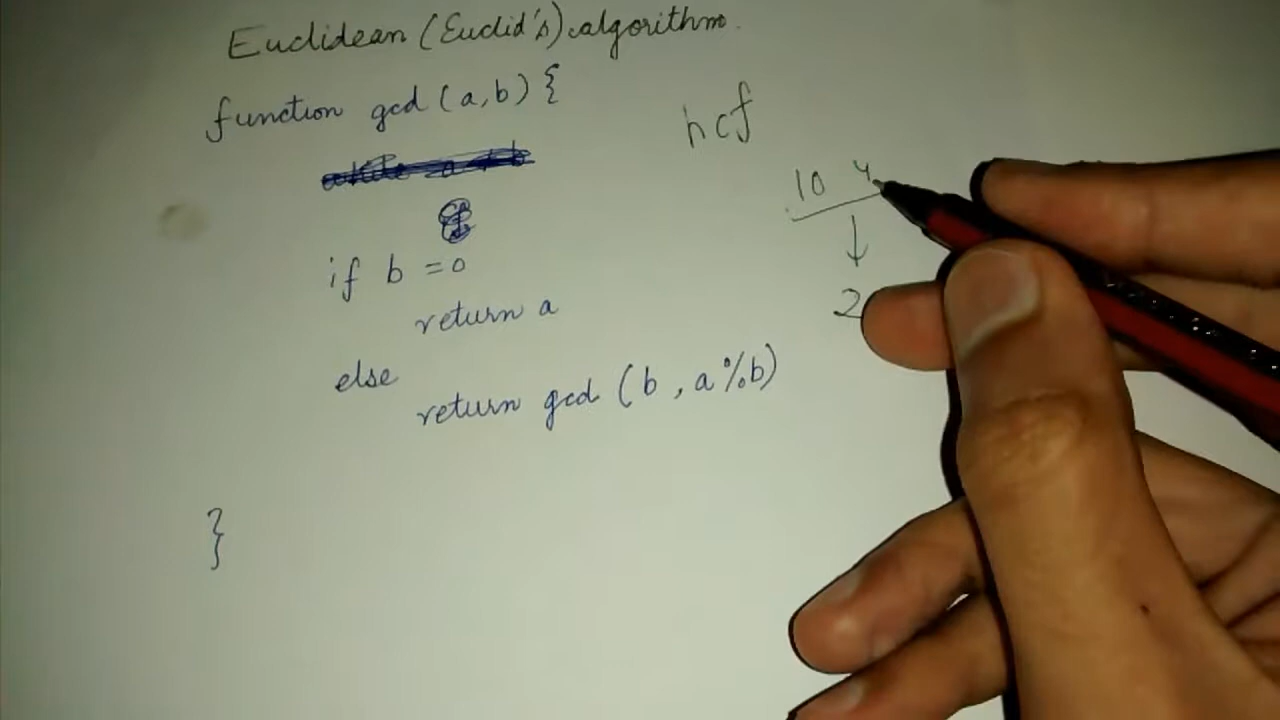 Euclidean (Euclid's) algorithm.
function gcd (a,b) {
if b = 0
return a
else
return gcd (b , a%b)
}
hcf
10 4
↓
2